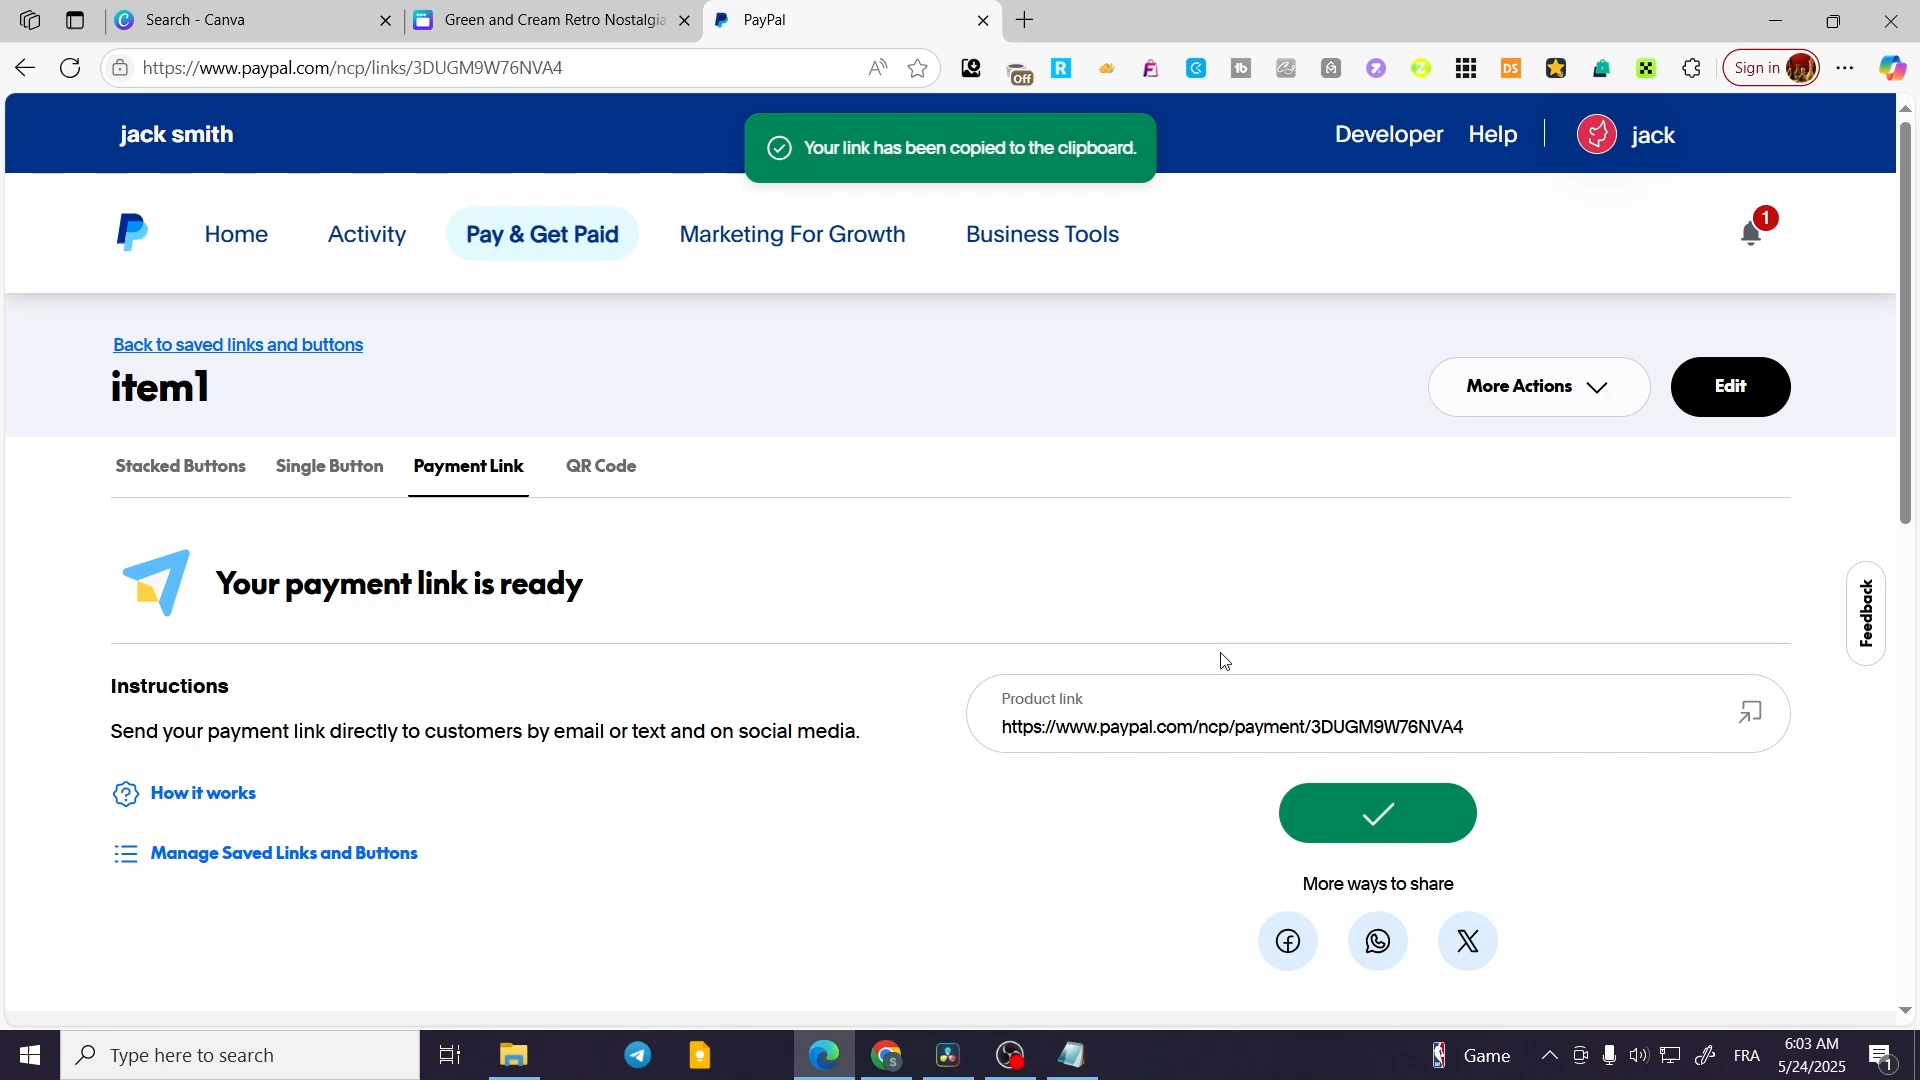 Search - Canva
Green and Cream Retro Nostalgia
PayPal
https://www.paypal.com/ncp/links/3DUGM9W76NVA4
Off
Sign in
jack smith
Your link has been copied to the clipboard.
Developer
Help
jack
Home
Activity
Pay & Get Paid
Marketing For Growth
Business Tools
1
Back to saved links and buttons
item1
More Actions
Edit
Stacked Buttons
Single Button
Payment Link
QR Code
Your payment link is ready
Feedback
Instructions
Product link
Send your payment link directly to customers by email or text and on social media.
https://www.paypal.com/ncp/payment/3DUGM9W76NVA4
How it works
Manage Saved Links and Buttons
More ways to share
Type here to search
Game
FRA
6:03 AM
5/24/2025
1